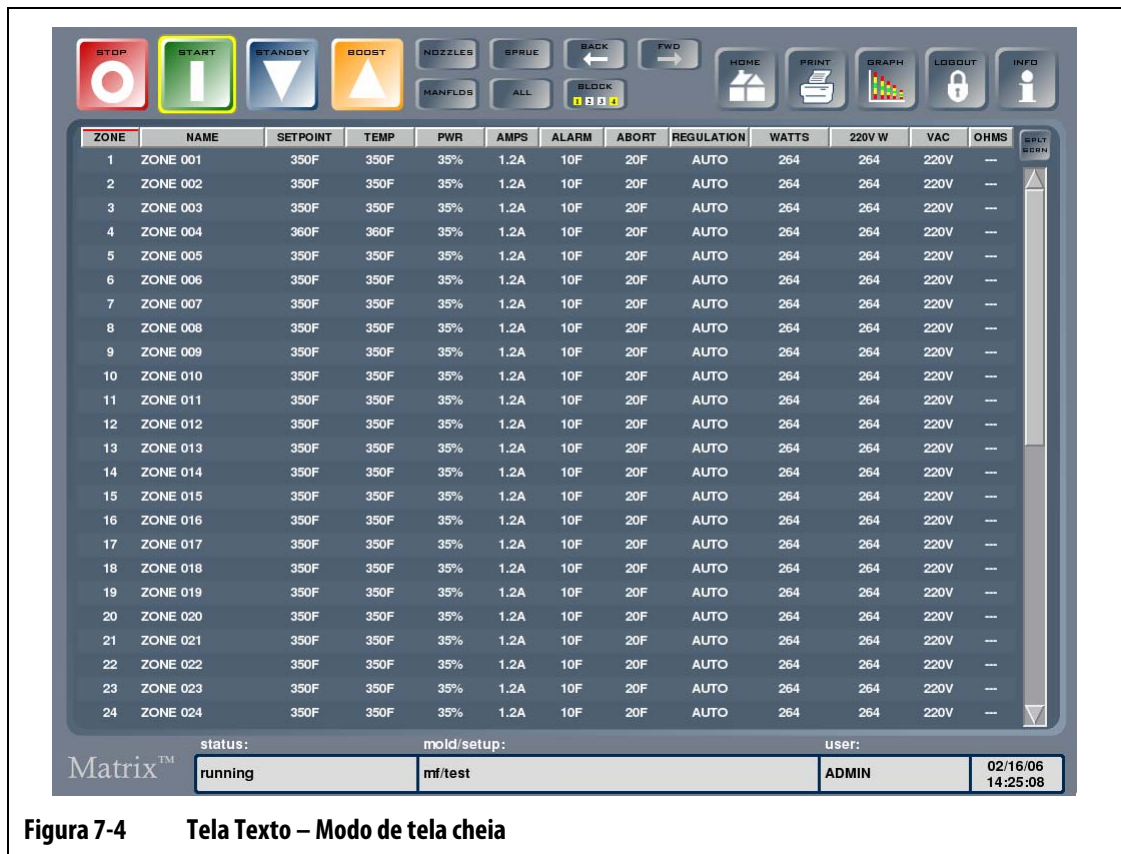 STOP START STANDBY BOOST NOZZLES SPRUE BACK FWD HOME PRINT GRAPH LOGOUT INFO
MANFLDS ALL BLOCK
1 2 3 4
ZONE NAME SETPOINT TEMP PWR AMPS ALARM ABORT REGULATION WATTS 220V W VAC OHMS SPLT SCRN
1 ZONE 001 350F 350F 35% 1.2A 10F 20F AUTO 264 264 220V ---
2 ZONE 002 350F 350F 35% 1.2A 10F 20F AUTO 264 264 220V ---
3 ZONE 003 350F 350F 35% 1.2A 10F 20F AUTO 264 264 220V ---
4 ZONE 004 360F 360F 35% 1.2A 10F 20F AUTO 264 264 220V ---
5 ZONE 005 350F 350F 35% 1.2A 10F 20F AUTO 264 264 220V ---
6 ZONE 006 350F 350F 35% 1.2A 10F 20F AUTO 264 264 220V ---
7 ZONE 007 350F 350F 35% 1.2A 10F 20F AUTO 264 264 220V ---
8 ZONE 008 350F 350F 35% 1.2A 10F 20F AUTO 264 264 220V ---
9 ZONE 009 350F 350F 35% 1.2A 10F 20F AUTO 264 264 220V ---
10 ZONE 010 350F 350F 35% 1.2A 10F 20F AUTO 264 264 220V ---
11 ZONE 011 350F 350F 35% 1.2A 10F 20F AUTO 264 264 220V ---
12 ZONE 012 350F 350F 35% 1.2A 10F 20F AUTO 264 264 220V ---
13 ZONE 013 350F 350F 35% 1.2A 10F 20F AUTO 264 264 220V ---
14 ZONE 014 350F 350F 35% 1.2A 10F 20F AUTO 264 264 220V ---
15 ZONE 015 350F 350F 35% 1.2A 10F 20F AUTO 264 264 220V ---
16 ZONE 016 350F 350F 35% 1.2A 10F 20F AUTO 264 264 220V ---
17 ZONE 017 350F 350F 35% 1.2A 10F 20F AUTO 264 264 220V ---
18 ZONE 018 350F 350F 35% 1.2A 10F 20F AUTO 264 264 220V ---
19 ZONE 019 350F 350F 35% 1.2A 10F 20F AUTO 264 264 220V ---
20 ZONE 020 350F 350F 35% 1.2A 10F 20F AUTO 264 264 220V ---
21 ZONE 021 350F 350F 35% 1.2A 10F 20F AUTO 264 264 220V ---
22 ZONE 022 350F 350F 35% 1.2A 10F 20F AUTO 264 264 220V ---
23 ZONE 023 350F 350F 35% 1.2A 10F 20F AUTO 264 264 220V ---
24 ZONE 024 350F 350F 35% 1.2A 10F 20F AUTO 264 264 220V ---
status: mold/setup: user:
Matrix™ running mf/test ADMIN 02/16/06
14:25:08
Figura 7-4 Tela Texto – Modo de tela cheia